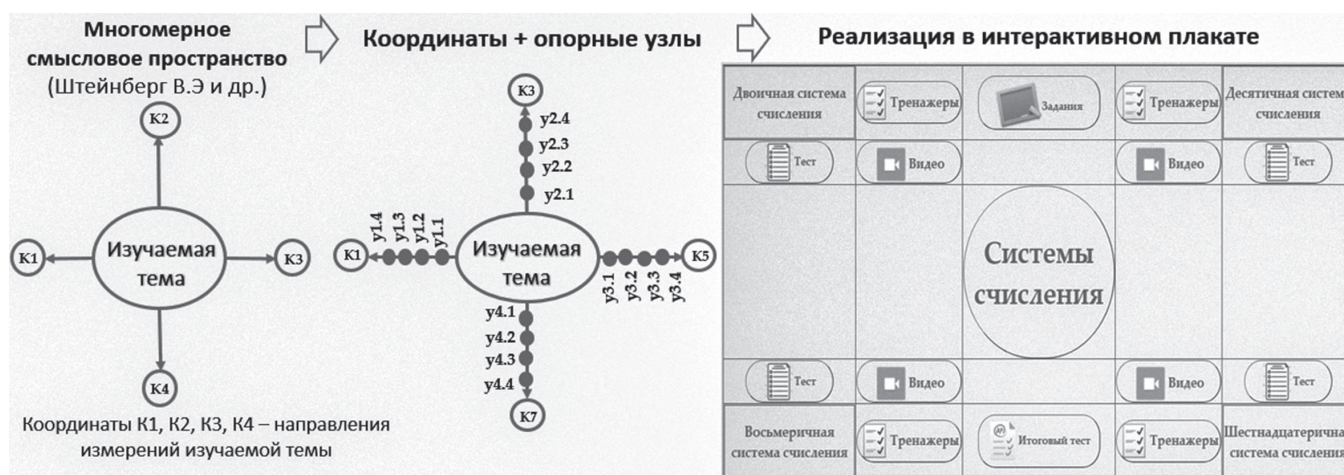 Многомерное
смысловое пространство
(Штейнберг В.Э и др.)
К2
К1
Изучаемая
тема
К3
К4
Координаты К1, К2, К3, К4 – направления
измерений изучаемой темы
Координаты + опорные узлы
К3
у2.4
у2.3
у2.2
у2.1
К1
у1.4
у1.3
у1.2
у1.1
Изучаемая
тема
у3.1
у3.2
у3.3
у3.4
К5
у4.1
у4.2
у4.3
у4.4
К7
Реализация в интерактивном плакате
Двоичная система
счисления
Тренажеры
Задания
Тренажеры
Десятичная систем
счисления
Тест
Видео
Видео
Тест
Системы
счисления
Тест
Видео
Видео
Тест
Восьмеричная
система счисления
Тренажеры
Итоговый тест
Тренажеры
Шестнадцатерична
система счислени